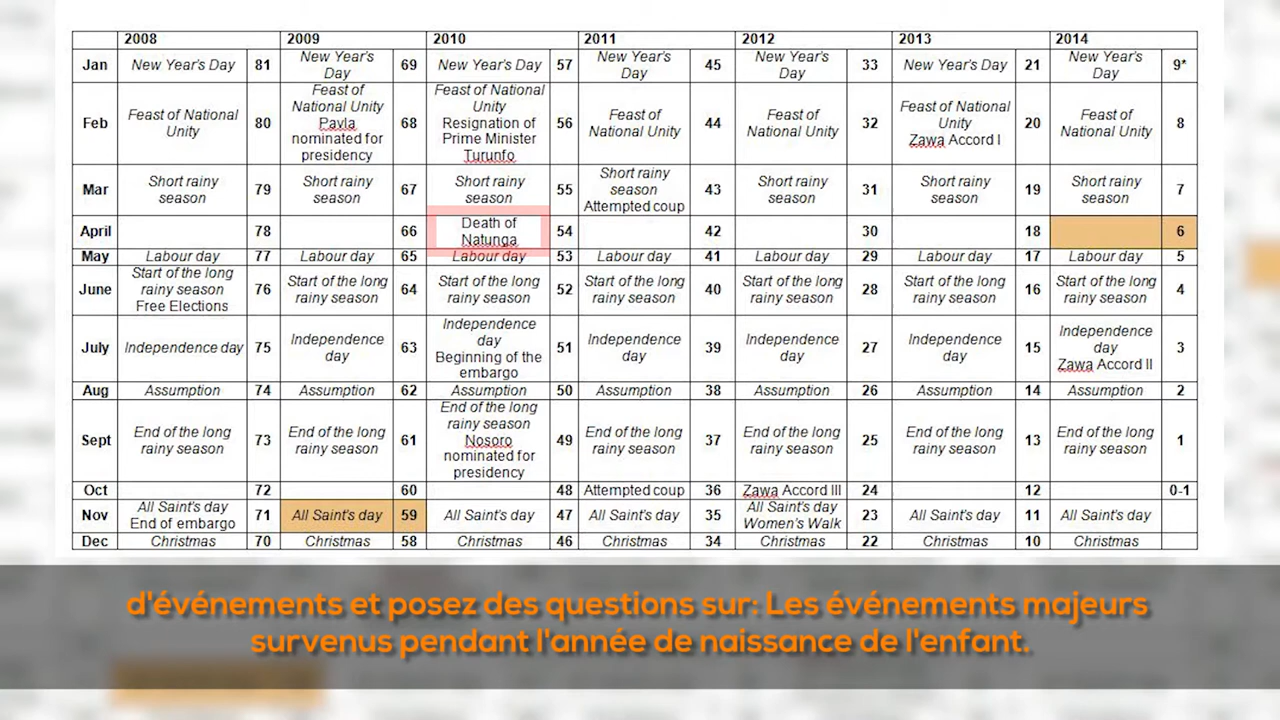 2008 2009 2010 2011 2012 2013 2014
Jan New Year's Day 81 New Year's Day 69 New Year's Day 57 New Year's Day 45 New Year's Day 33 New Year's Day 21 New Year's Day 9*
Feb Feast of National Unity 80 Feast of National Unity Pavla nominated for presidency 68 Feast of National Unity Resignation of Prime Minister Turunfo 56 Feast of National Unity 44 Feast of National Unity 32 Feast of National Unity Zawa Accord I 20 Feast of National Unity 8
Mar Short rainy season 79 Short rainy season 67 Short rainy season 55 Short rainy season Attempted coup 43 Short rainy season 31 Short rainy season 19 Short rainy season 7
April 78 66 Death of Natunga 54 42 30 18 6
May Labour day 77 Labour day 65 Labour day 53 Labour day 41 Labour day 29 Labour day 17 Labour day 5
June Start of the long rainy season Free Elections 76 Start of the long rainy season 64 Start of the long rainy season 52 Start of the long rainy season 40 Start of the long rainy season 28 Start of the long rainy season 16 Start of the long rainy season 4
July Independence day 75 Independence day 63 Independence day Beginning of the embargo 51 Independence day 39 Independence day 27 Independence day 15 Independence day Zawa Accord II 3
Aug Assumption 74 Assumption 62 Assumption 50 Assumption 38 Assumption 26 Assumption 14 Assumption 2
Sept End of the long rainy season 73 End of the long rainy season 61 End of the long rainy season Nosoro nominated for presidency 49 End of the long rainy season 37 End of the long rainy season 25 End of the long rainy season 13 End of the long rainy season 1
Oct 72 60 48 Attempted coup 36 Zawa Accord III 24 12 0-1
Nov All Saint's day End of embargo 71 All Saint's day 59 All Saint's day 47 All Saint's day 35 All Saint's day Women's Walk 23 All Saint's day 11 All Saint's day
Dec Christmas 70 Christmas 58 Christmas 46 Christmas 34 Christmas 22 Christmas 10 Christmas
d'événements et posez des questions sur: Les événements majeurs
survenus pendant l'année de naissance de l'enfant.